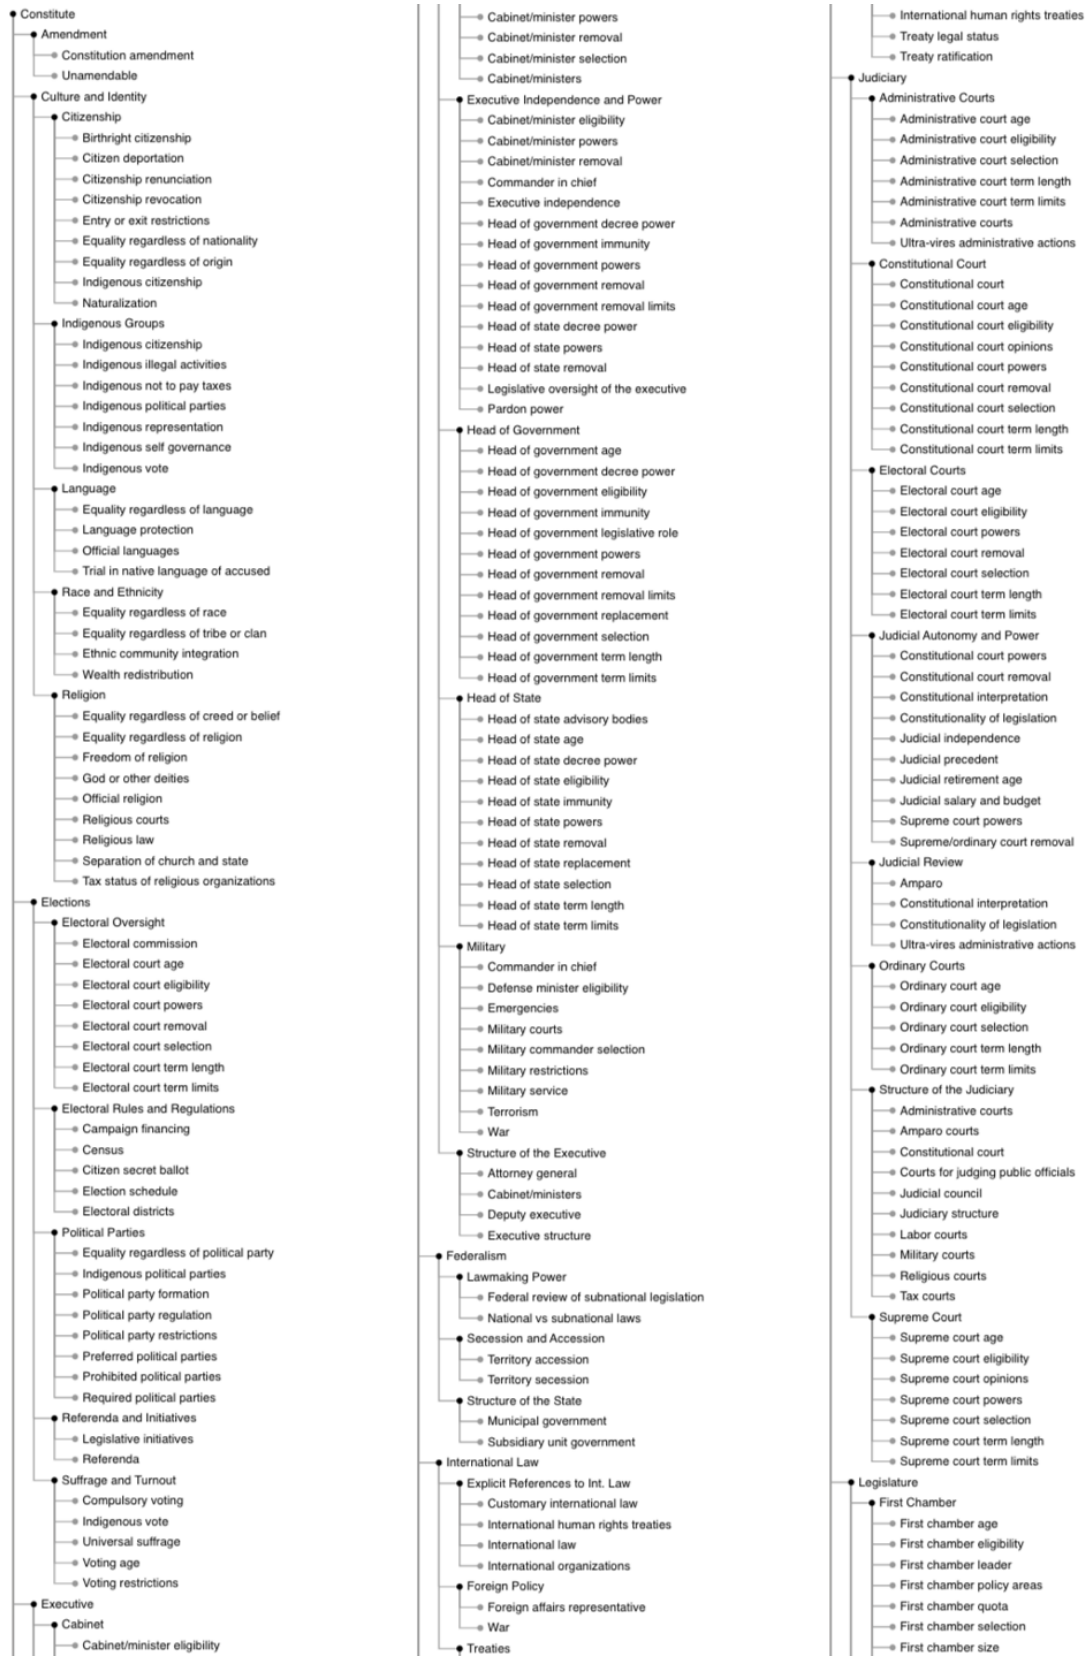 Constitute
Amendment
Constitution amendment
Unamendable
Culture and Identity
Citizenship
Birthright citizenship
Citizen deportation
Citizenship renunciation
Citizenship revocation
Entry or exit restrictions
Equality regardless of nationality
Equality regardless of origin
Indigenous citizenship
Naturalization
Indigenous Groups
Indigenous citizenship
Indigenous illegal activities
Indigenous not to pay taxes
Indigenous political parties
Indigenous representation
Indigenous self governance
Indigenous vote
Language
Equality regardless of language
Language protection
Official languages
Trial in native language of accused
Race and Ethnicity
Equality regardless of race
Equality regardless of tribe or clan
Ethnic community integration
Wealth redistribution
Religion
Equality regardless of creed or belief
Equality regardless of religion
Freedom of religion
God or other deities
Official religion
Religious courts
Religious law
Separation of church and state
Tax status of religious organizations
Elections
Electoral Oversight
Electoral commission
Electoral court age
Electoral court eligibility
Electoral court powers
Electoral court removal
Electoral court selection
Electoral court term length
Electoral court term limits
Electoral Rules and Regulations
Campaign financing
Census
Citizen secret ballot
Election schedule
Electoral districts
Political Parties
Equality regardless of political party
Indigenous political parties
Political party formation
Political party regulation
Political party restrictions
Preferred political parties
Prohibited political parties
Required political parties
Referenda and Initiatives
Legislative initiatives
Referenda
Suffrage and Turnout
Compulsory voting
Indigenous vote
Universal suffrage
Voting age
Voting restrictions
Executive
Cabinet
Cabinet/minister eligibility
Cabinet/minister powers
Cabinet/minister removal
Cabinet/minister selection
Cabinet/ministers
Executive Independence and Power
Cabinet/minister eligibility
Cabinet/minister powers
Cabinet/minister removal
Commander in chief
Executive independence
Head of government decree power
Head of government immunity
Head of government powers
Head of government removal
Head of government removal limits
Head of state decree power
Head of state powers
Head of state removal
Legislative oversight of the executive
Pardon power
Head of Government
Head of government age
Head of government decree power
Head of government eligibility
Head of government immunity
Head of government legislative role
Head of government powers
Head of government removal
Head of government removal limits
Head of government replacement
Head of government selection
Head of government term length
Head of government term limits
Head of State
Head of state advisory bodies
Head of state age
Head of state decree power
Head of state eligibility
Head of state immunity
Head of state powers
Head of state removal
Head of state replacement
Head of state selection
Head of state term length
Head of state term limits
Military
Commander in chief
Defense minister eligibility
Emergencies
Military courts
Military commander selection
Military restrictions
Military service
Terrorism
War
Structure of the Executive
Attorney general
Cabinet/ministers
Deputy executive
Executive structure
Federalism
Lawmaking Power
Federal review of subnational legislation
National vs subnational laws
Secession and Accession
Territory accession
Territory secession
Structure of the State
Municipal government
Subsidiary unit government
International Law
Explicit References to Int. Law
Customary international law
International human rights treaties
International law
International organizations
Foreign Policy
Foreign affairs representative
War
Treaties
International human rights treaties
Treaty legal status
Treaty ratification
Judiciary
Administrative Courts
Administrative court age
Administrative court eligibility
Administrative court selection
Administrative court term length
Administrative court term limits
Administrative courts
Ultra-vires administrative actions
Constitutional Court
Constitutional court
Constitutional court age
Constitutional court eligibility
Constitutional court opinions
Constitutional court powers
Constitutional court removal
Constitutional court selection
Constitutional court term length
Constitutional court term limits
Electoral Courts
Electoral court age
Electoral court eligibility
Electoral court powers
Electoral court removal
Electoral court selection
Electoral court term length
Electoral court term limits
Judicial Autonomy and Power
Constitutional court powers
Constitutional court removal
Constitutional interpretation
Constitutionality of legislation
Judicial independence
Judicial precedent
Judicial retirement age
Judicial salary and budget
Supreme court powers
Supreme/ordinary court removal
Judicial Review
Amparo
Constitutional interpretation
Constitutionality of legislation
Ultra-vires administrative actions
Ordinary Courts
Ordinary court age
Ordinary court eligibility
Ordinary court selection
Ordinary court term length
Ordinary court term limits
Structure of the Judiciary
Administrative courts
Amparo courts
Constitutional court
Courts for judging public officials
Judicial council
Judiciary structure
Labor courts
Military courts
Religious courts
Tax courts
Supreme Court
Supreme court age
Supreme court eligibility
Supreme court opinions
Supreme court powers
Supreme court selection
Supreme court term length
Supreme court term limits
Legislature
First Chamber
First chamber age
First chamber eligibility
First chamber leader
First chamber policy areas
First chamber quota
First chamber selection
First chamber size